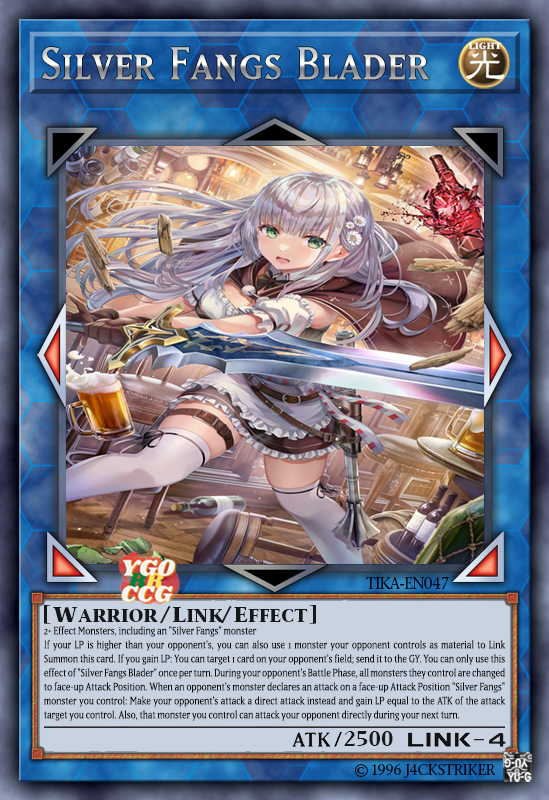 SILVER FANGS BLADER
LIGHT
光
YGO
BR
CCG
TIKA-EN047
[WARRIOR/LINK/EFFECT]
2+ Effect Monsters, including an "Silver Fangs" monster
If your LP is higher than your opponent's, you can also use 1 monster your opponent controls as material to Link
Summon this card. If you gain LP: You can target 1 card on your opponent's field; send it to the GY. You can only use this
effect of "Silver Fangs Blader" once per turn. During your opponent's Battle Phase, all monsters they control are changed
to face-up Attack Position. When an opponent's monster declares an attack on a face-up Attack Position "Silver Fangs"
monster you control: Make your opponent's attack a direct attack instead and gain LP equal to the ATK of the attack
target you control. Also, that monster you control can attack your opponent directly during your next turn.
ATK/2500 LINK-4
© 1996 J4CKSTRIKER
YU-G